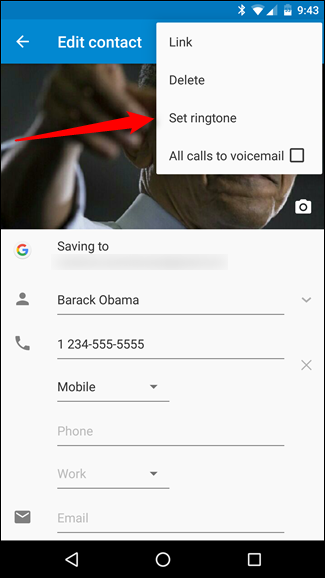 9:43
Edit contact
Link
Delete
Set ringtone
All calls to voicemail
Saving to
Barack Obama
1 234-555-5555
Mobile
Phone
Work
Email